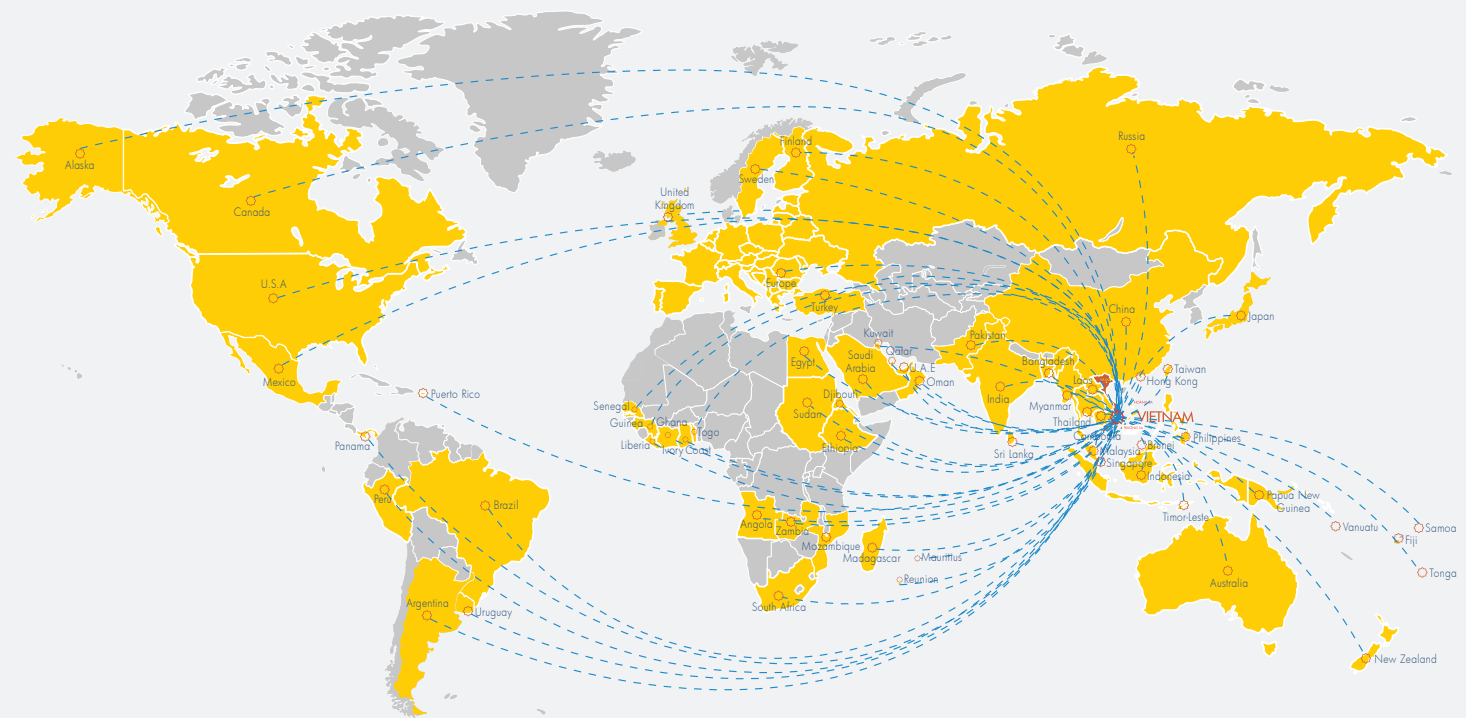 Russia
Finland
Alaska
Sweden
United
Kingdom
Canada
U.S.A
Europe
Turkey
China
Japan
Kuwait
Pakistan
Qatar
Saudi
Arabia
Egypt
Bangladesh
U.A.E
Oman
Taiwan
Hong Kong
Mexico
Laos
Puerto Rico
Djibouti
India
Senegal
Sudan
Myanmar
VIETNAM
Guinea
Ghana
Togo
Thailand
Panama
Liberia
Ivory Coast
Ethiopia
Cambodia
Philippines
Brunei
Sri Lanka
Malaysia
Singapore
Indonesia
Peru
Brazil
Papua New
Guinea
Timor-Leste
Angola
Zambia
Vanuatu
Samoa
Mozambique
Fiji
Madagascar
Mauritius
Reunion
Tonga
Australia
Argentina
Uruguay
South Africa
New Zealand